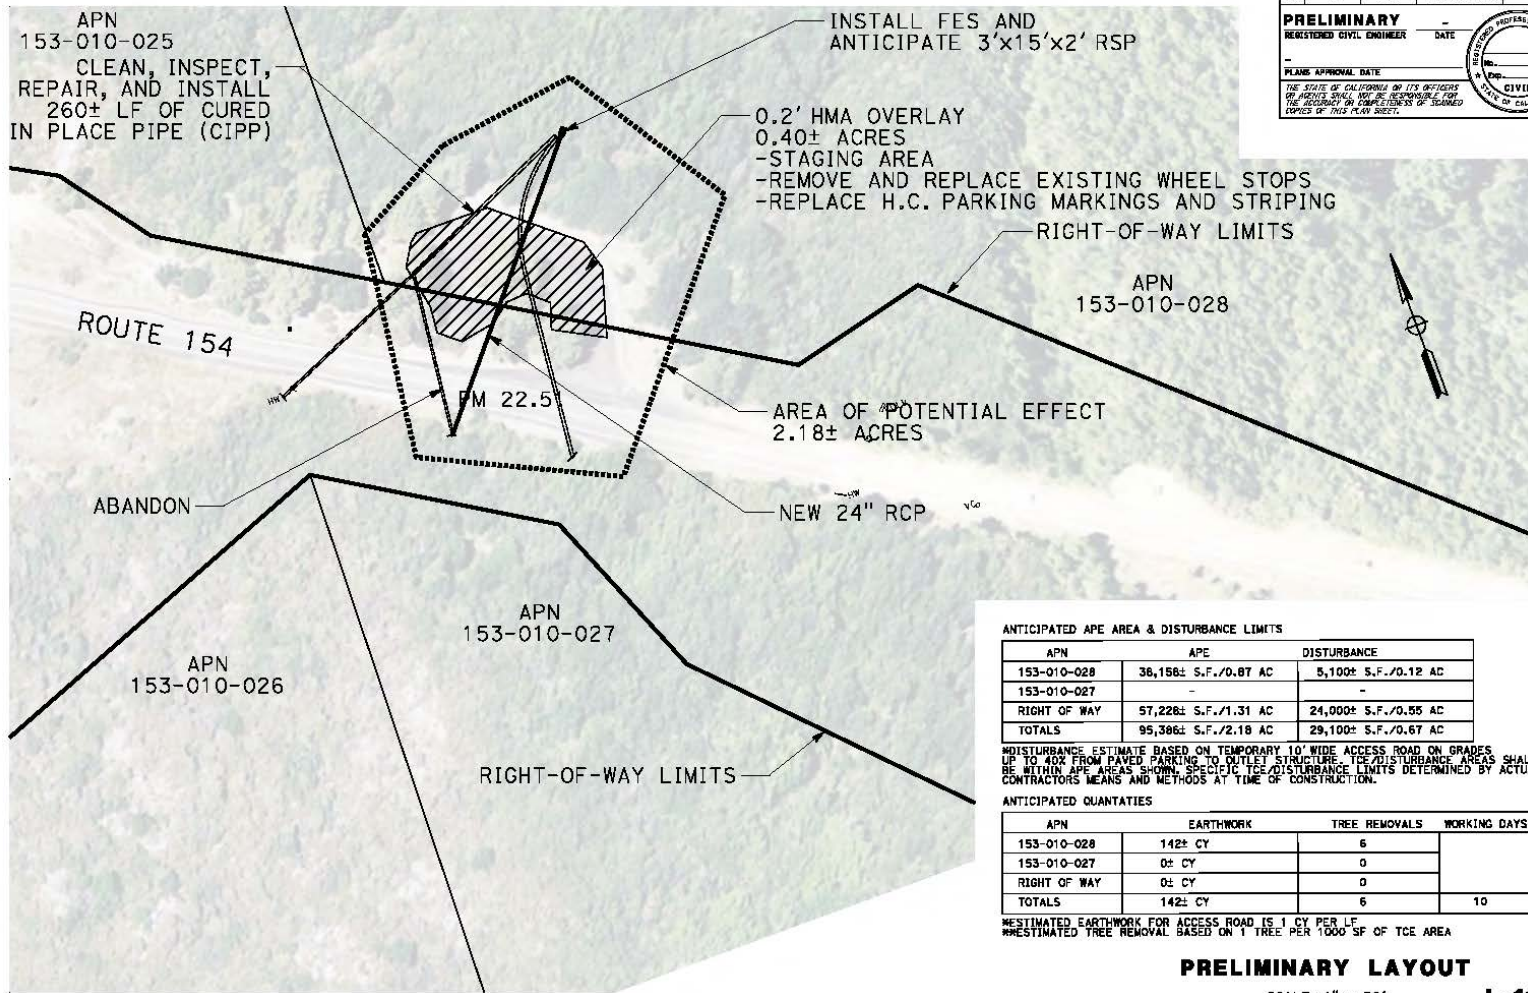 APN
153-010-025
CLEAN, INSPECT,
REPAIR, AND INSTALL
260± LF OF CURED
IN PLACE PIPE (CIPP)
INSTALL FES AND
ANTICIPATE 3'x15'x2' RSP
0.2' HMA OVERLAY
0.40± ACRES
-STAGING AREA
-REMOVE AND REPLACE EXISTING WHEEL STOPS
-REPLACE H.C. PARKING MARKINGS AND STRIPING
RIGHT-OF-WAY LIMITS
APN
153-010-028
PRELIMINARY -
REGISTERED CIVIL ENGINEER DATE
-
PLANS APPROVAL DATE
THE STATE OF CALIFORNIA OR ITS OFFICERS
OR AGENTS SHALL NOT BE RESPONSIBLE FOR
THE ACCURACY OR COMPLETENESS OF SCANNED
COPIES OF THIS PLAN SHEET.
REGISTERED
No.
Exp.
CIVIL
STATE OF CAL
ROUTE 154
HW
PM 22.5
AREA OF POTENTIAL EFFECT
2.18± ACRES
ABANDON
HW
NEW 24" RCP
APN
153-010-027
APN
153-010-026
RIGHT-OF-WAY LIMITS
ANTICIPATED APE AREA & DISTURBANCE LIMITS
APN APE DISTURBANCE
153-010-028 38,158± S.F./0.87 AC 5,100± S.F./0.12 AC
153-010-027 - -
RIGHT OF WAY 57,228± S.F./1.31 AC 24,000± S.F./0.55 AC
TOTALS 95,386± S.F./2.18 AC 29,100± S.F./0.67 AC
*DISTURBANCE ESTIMATE BASED ON TEMPORARY 10' WIDE ACCESS ROAD ON GRADES
UP TO 40% FROM PAVED PARKING TO OUTLET STRUCTURE. TCE/DISTURBANCE AREAS SHAL
BE WITHIN APE AREAS SHOWN. SPECIFIC TCE/DISTURBANCE LIMITS DETERMINED BY ACTU
CONTRACTORS MEANS AND METHODS AT TIME OF CONSTRUCTION.
ANTICIPATED QUANTATIES
APN EARTHWORK TREE REMOVALS WORKING DAYS
153-010-028 142± CY 6
153-010-027 0± CY 0
RIGHT OF WAY 0± CY 0
TOTALS 142± CY 6 10
*ESTIMATED EARTHWORK FOR ACCESS ROAD IS 1 CY PER LF
**ESTIMATED TREE REMOVAL BASED ON 1 TREE PER 1000 SF OF TCE AREA
PRELIMINARY LAYOUT